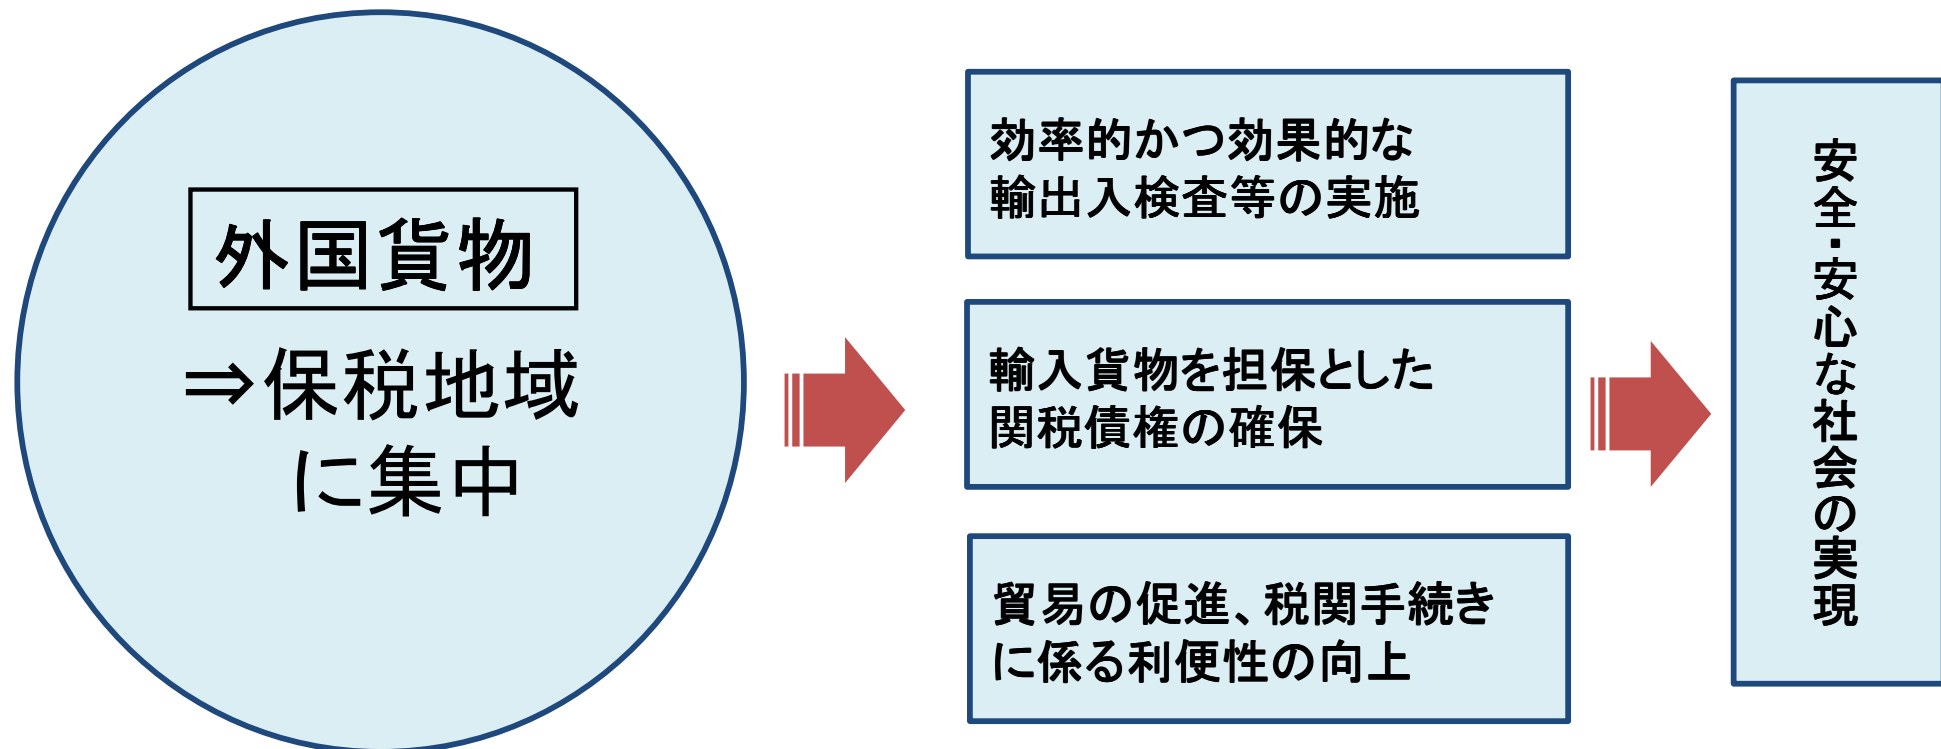 外国貨物
⇒保税地域
に集中
効率的かつ効果的な
輸出入検査等の実施
輸入貨物を担保とした
関税債権の確保
貿易の促進、税関手続き
に係る利便性の向上
安全・安心な社会の実現